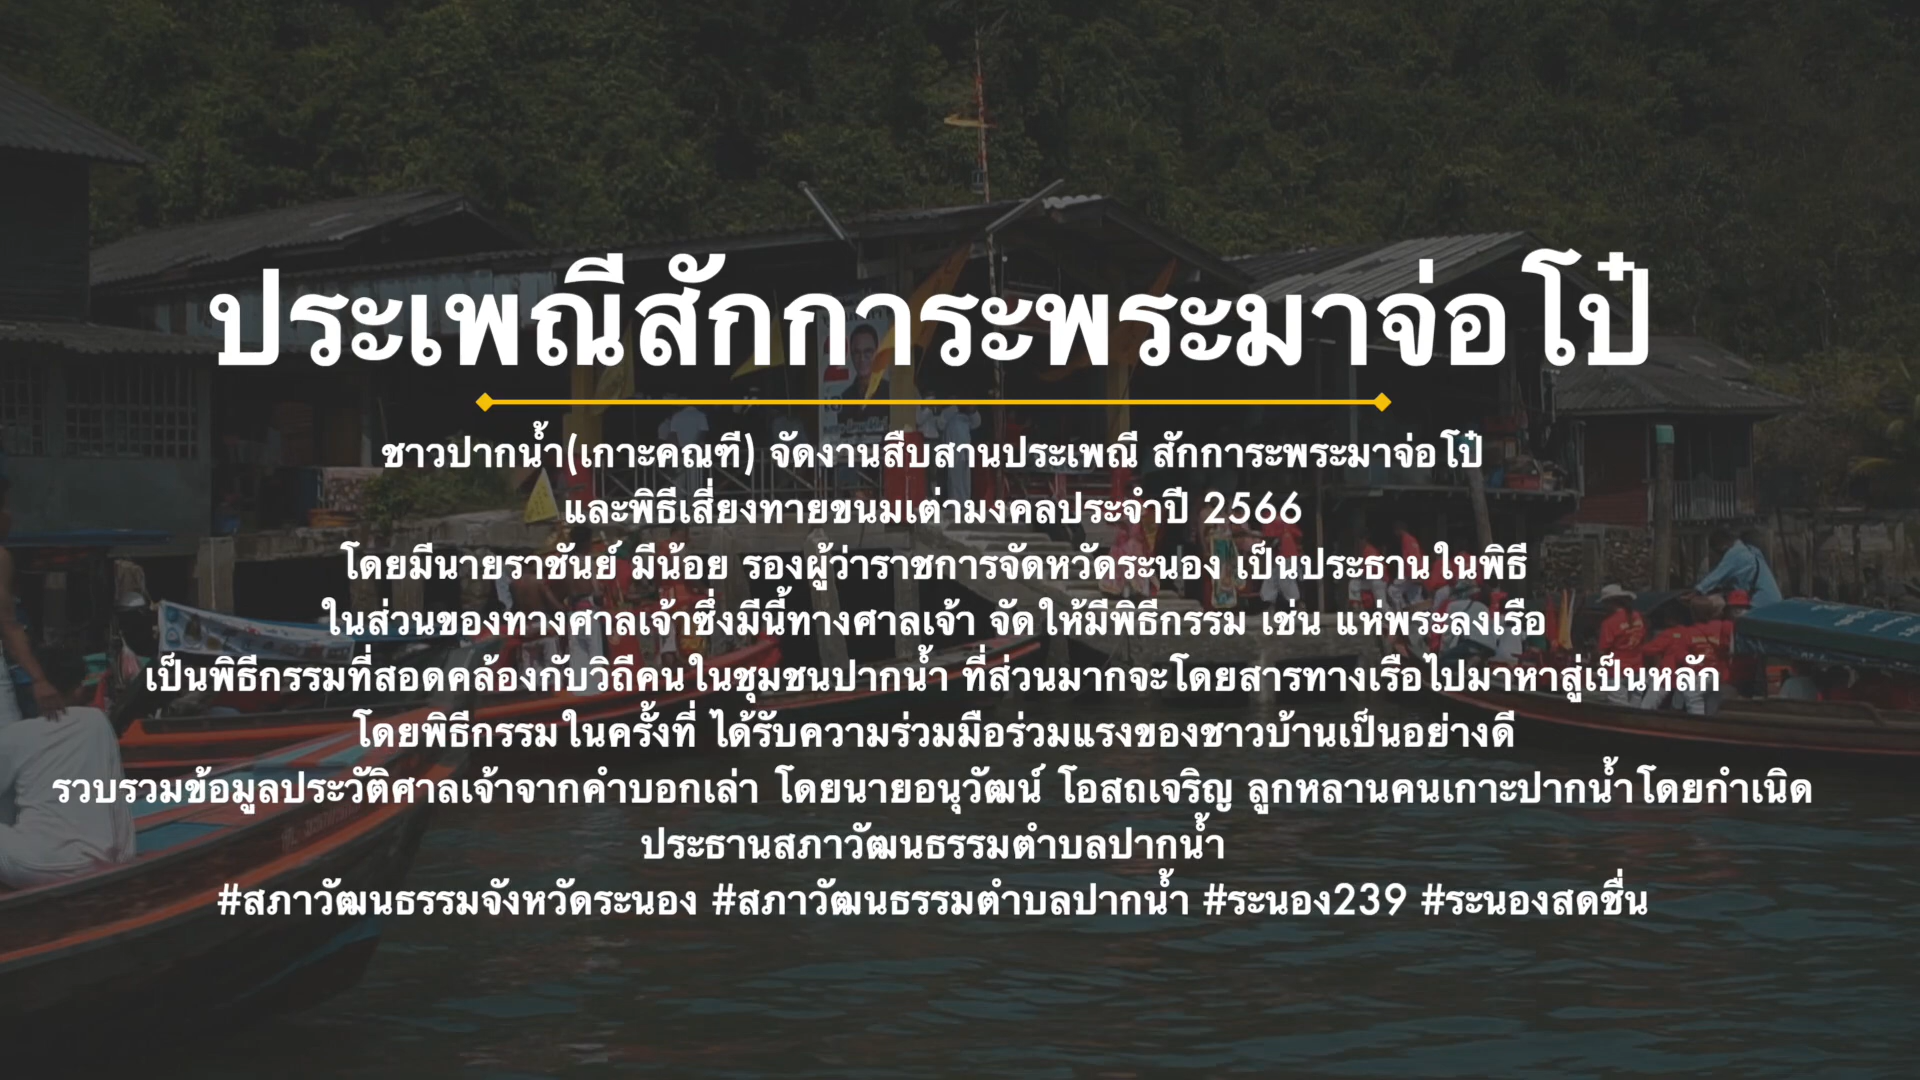 ประเพณีสักการะพระมาจ่อโป๋
ชาวปากน้ำ(เกาะคณฑี) จัดงานสืบสานประเพณี สักการะพระมาจ่อโป๋
และพิธีเสี่ยงทายขนมเต่ามงคลประจำปี 2566
โดยมีนายราชันย์ มีน้อย รองผู้ว่าราชการจัดหวัดระนอง เป็นประธานในพิธี
ในส่วนของทางศาลเจ้าซึ่งมีนี้ทางศาลเจ้า จัดให้มีพิธีกรรม เช่น แห่พระลงเรือ
เป็นพิธีกรรมที่สอดคล้องกับวิถีคนในชุมชนปากน้ำ ที่ส่วนมากจะโดยสารทางเรือไปมาหาสู่เป็นหลัก
โดยพิธีกรรมในครั้งที่ ได้รับความร่วมมือร่วมแรงของชาวบ้านเป็นอย่างดี
รวบรวมข้อมูลประวัติศาลเจ้าจากคำบอกเล่า โดยนายอนุวัฒน์ โอสถเจริญ ลูกหลานคนเกาะปากน้ำโดยกำเนิด
ประธานสภาวัฒนธรรมตำบลปากน้ำ
#สภาวัฒนธรรมจังหวัดระนอง #สภาวัฒนธรรมตำบลปากน้ำ #ระนอง239 #ระนองสดชื่น